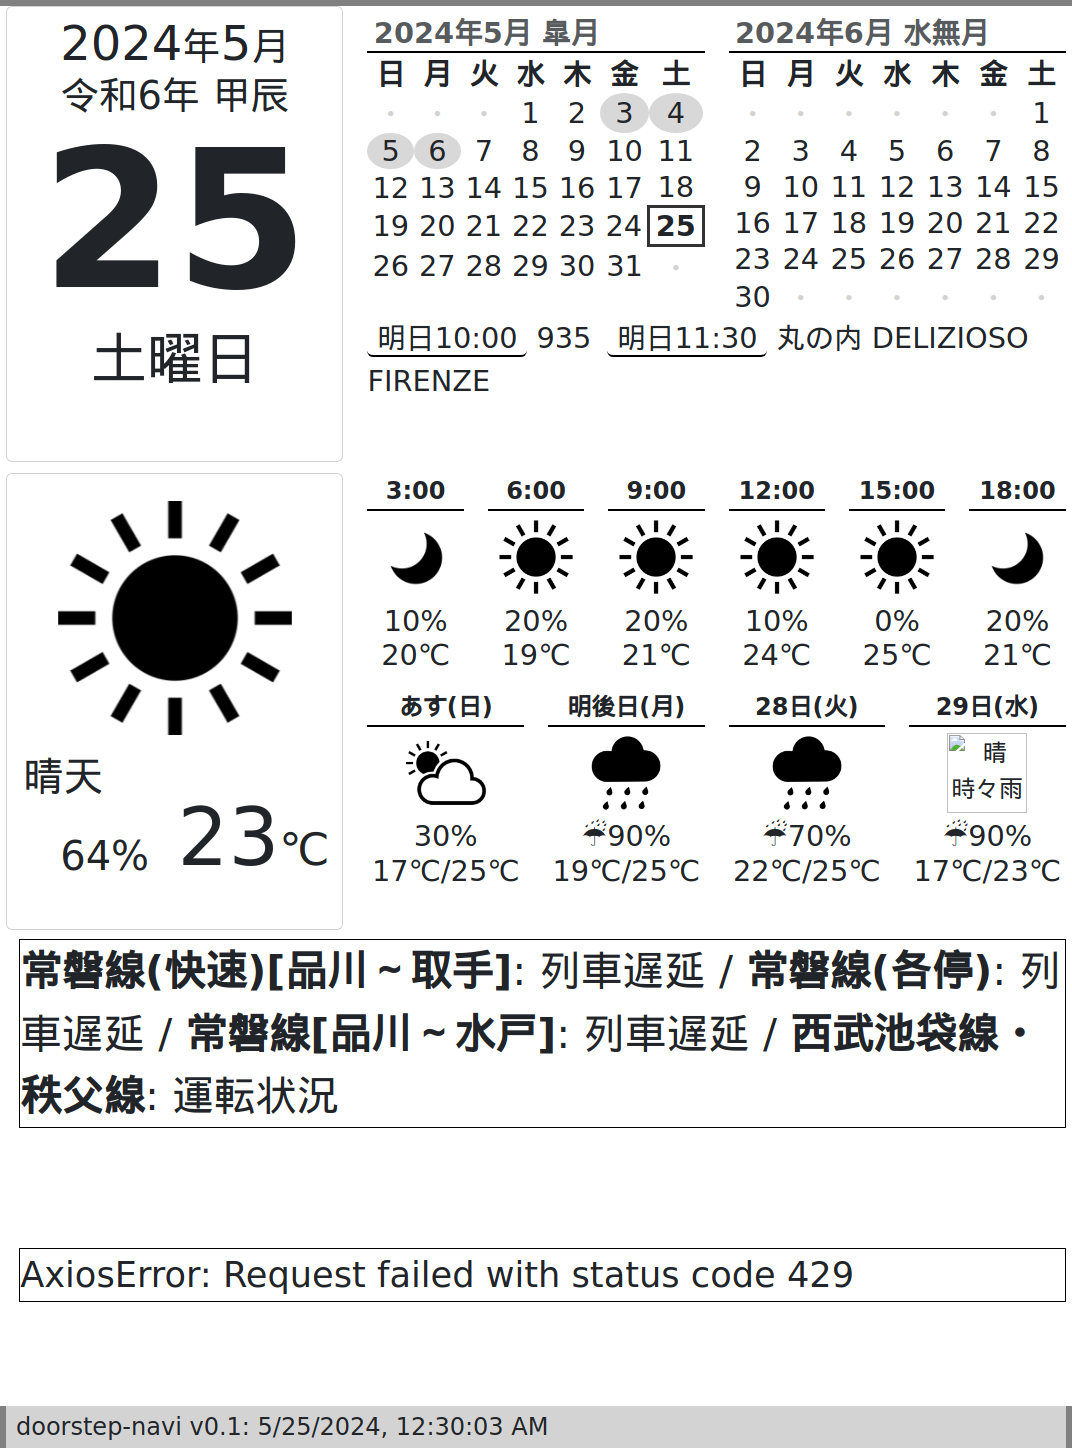 2024年5月
令和6年 甲辰
25
土曜日
2024年5月 皐月
日 月 火 水 木 金 土
・ ・ ・ 1 2 3 4
5 6 7 8 9 10 11
12 13 14 15 16 17 18
19 20 21 22 23 24 25
26 27 28 29 30 31 ・
2024年6月 水無月
日 月 火 水 木 金 土
・ ・ ・ ・ ・ ・ 1
2 3 4 5 6 7 8
9 10 11 12 13 14 15
16 17 18 19 20 21 22
23 24 25 26 27 28 29
30 ・ ・ ・ ・ ・ ・
明日10:00 935 明日11:30 丸の内 DELIZIOSO
FIRENZE
晴天
64% 23℃
3:00 6:00 9:00 12:00 15:00 18:00
10% 20% 20% 10% 0% 20%
20℃ 19℃ 21℃ 24℃ 25℃ 21℃
あす(日) 明後日(月) 28日(火) 29日(水)
晴
時々雨
30% ☔90% ☔70% ☔90%
17℃/25℃ 19℃/25℃ 22℃/25℃ 17℃/23℃
常磐線(快速)[品川～取手]: 列車遅延 / 常磐線(各停): 列
車遅延 / 常磐線[品川～水戸]: 列車遅延 / 西武池袋線・
秩父線: 運転状況
AxiosError: Request failed with status code 429
doorstep-navi v0.1: 5/25/2024, 12:30:03 AM